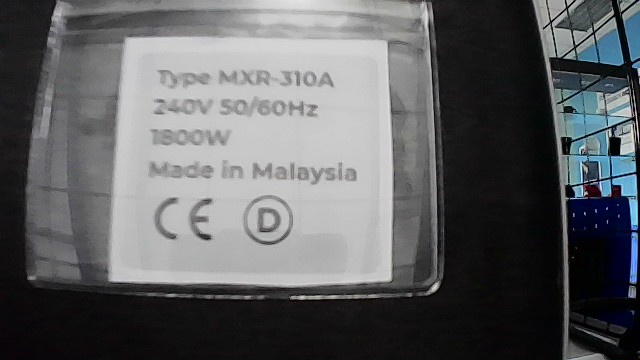 Type MXR-310A
240V 50/60Hz
1800W
Made in Malaysia
CE D